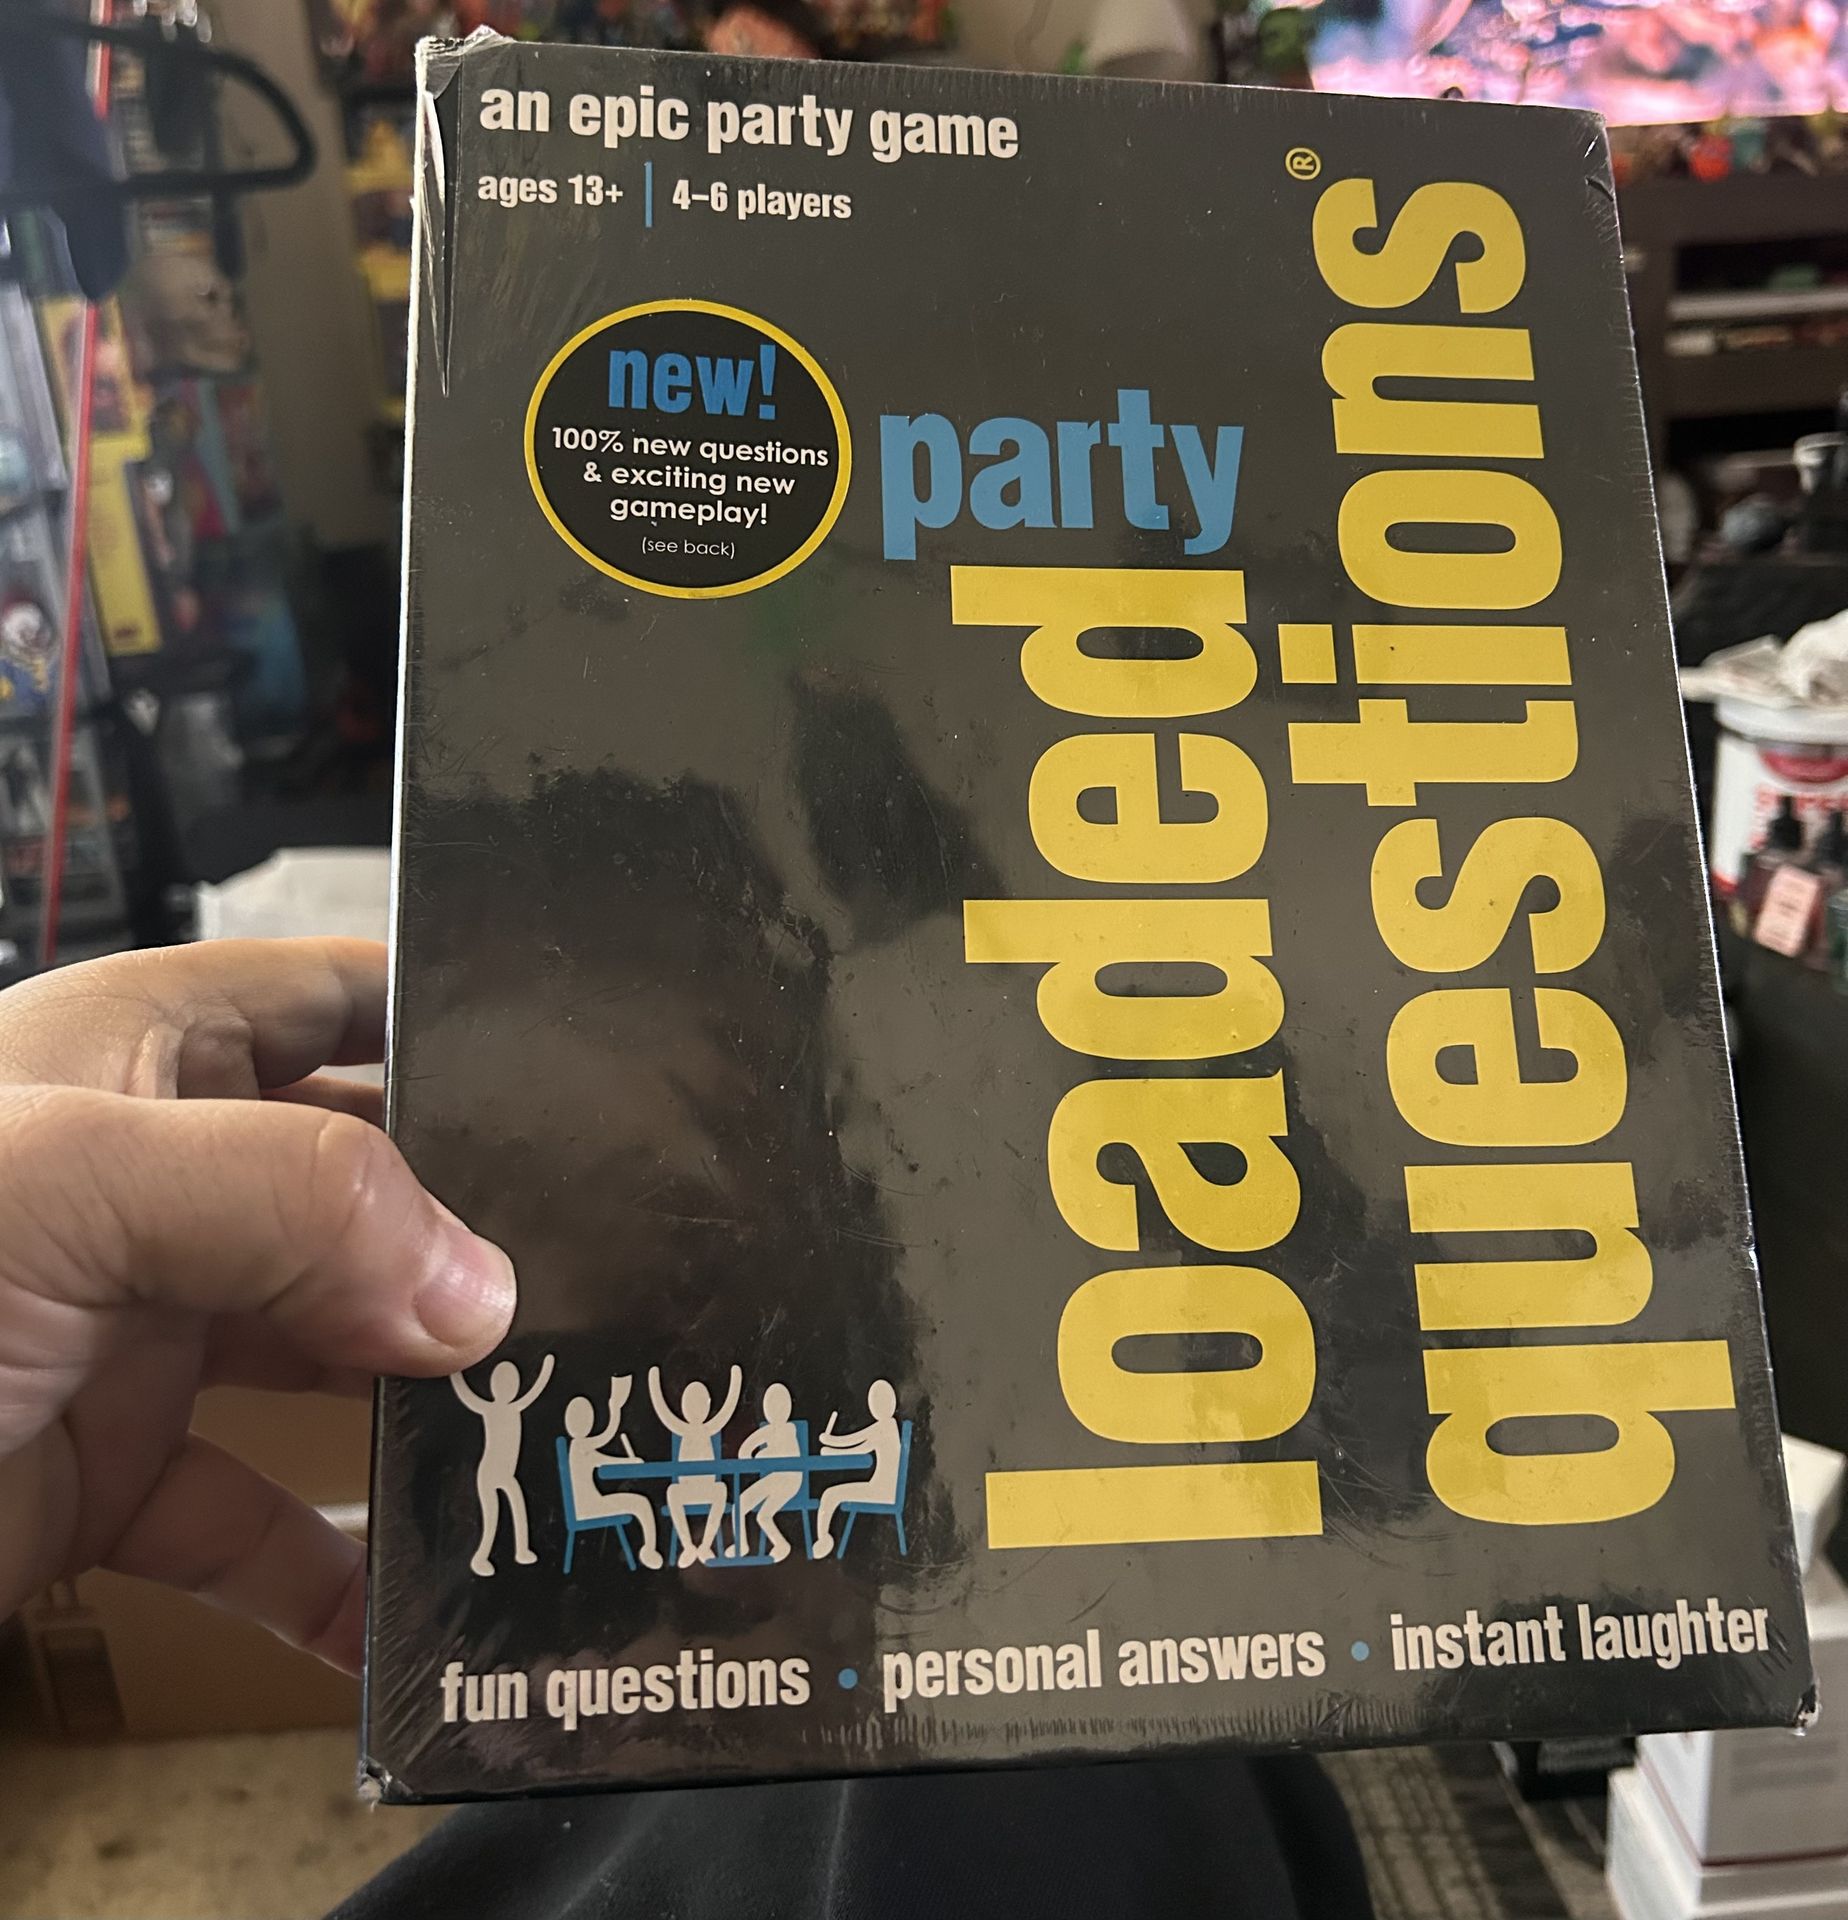 an epic party game
ages 13+ | 4–6 players
new!
100% new questions
& exciting new
gameplay!
(see back)
party
loaded
questions®
fun questions • personal answers • instant laughter